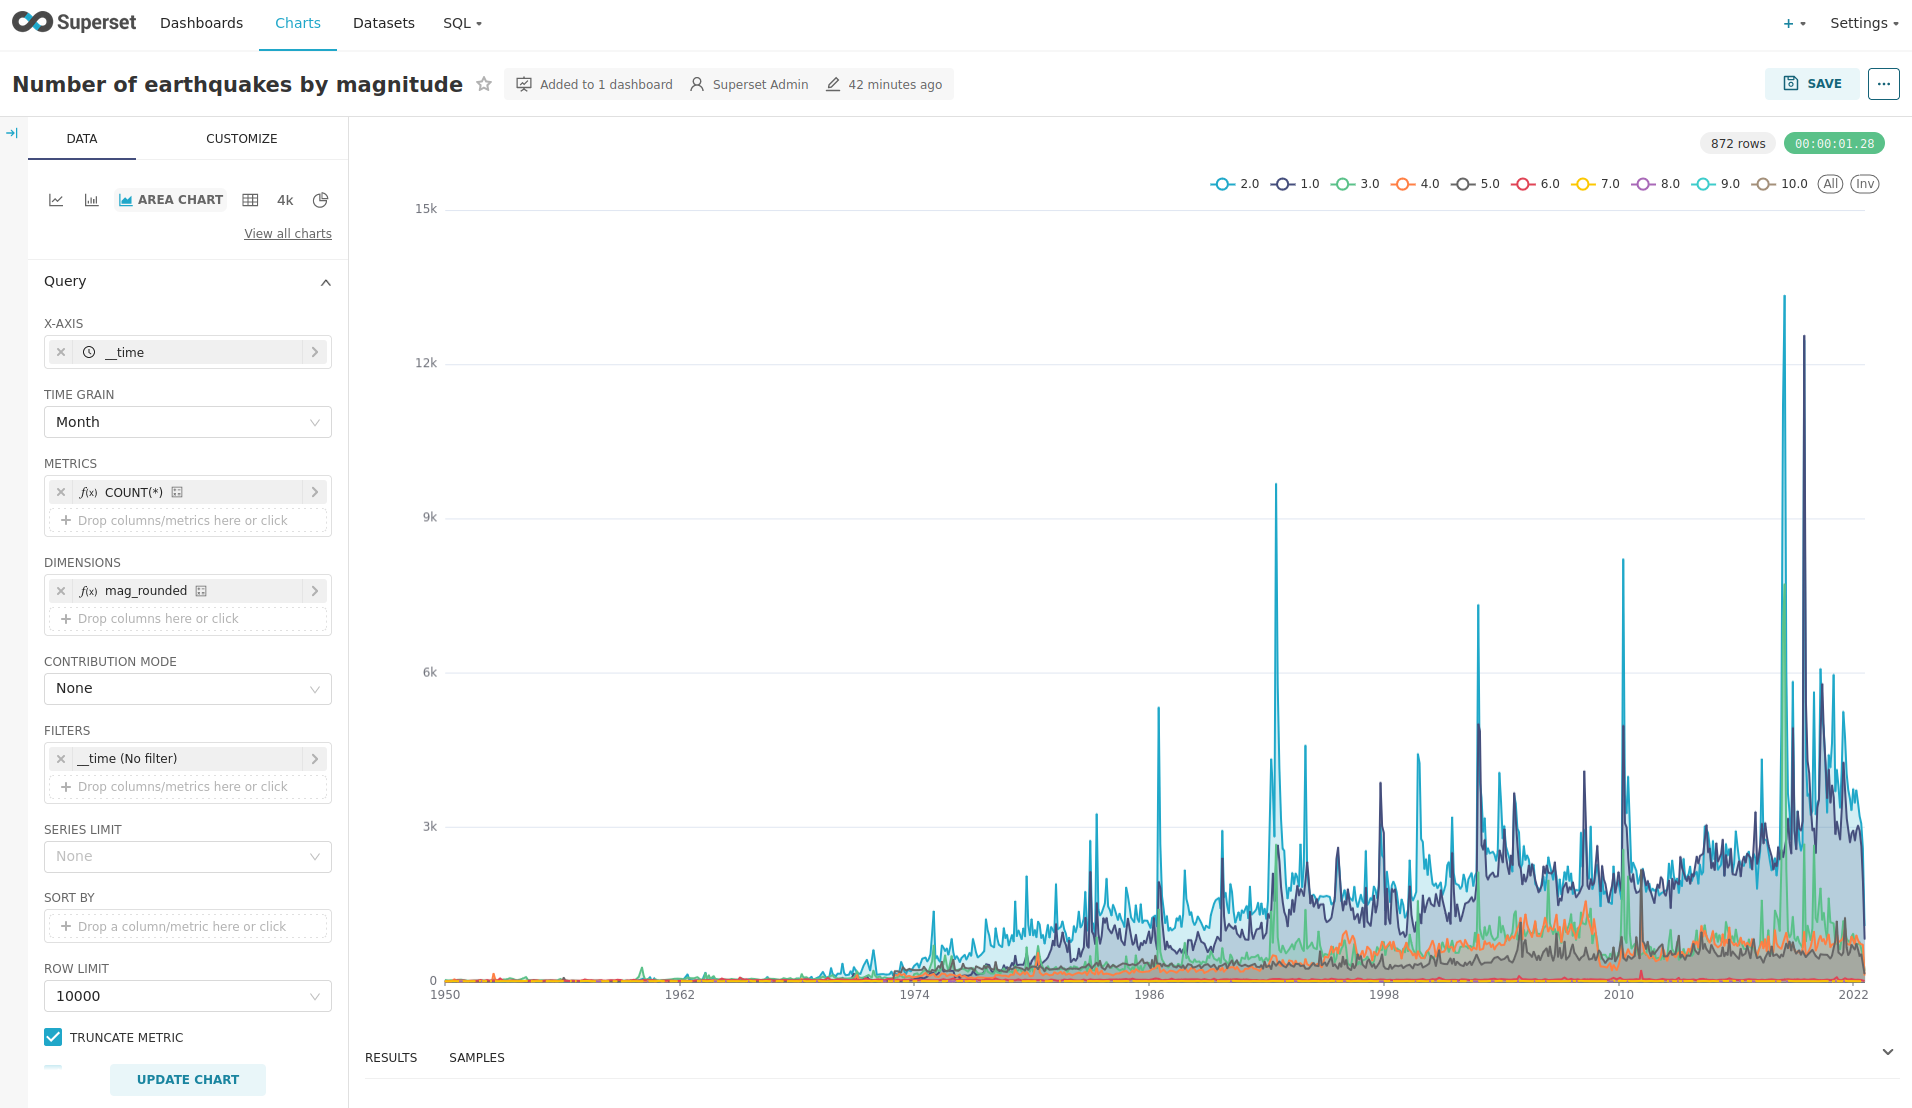 Superset Dashboards Charts Datasets SQL + Settings
Number of earthquakes by magnitude Added to 1 dashboard Superset Admin 42 minutes ago SAVE ...
DATA CUSTOMIZE
872 rows 00:00:01.28
AREA CHART 4k
View all charts
Query
X-AXIS
__time
TIME GRAIN
Month
METRICS
f(x) COUNT(*)
+ Drop columns/metrics here or click
DIMENSIONS
f(x) mag_rounded
+ Drop columns here or click
CONTRIBUTION MODE
None
FILTERS
__time (No filter)
+ Drop columns/metrics here or click
SERIES LIMIT
None
SORT BY
+ Drop a column/metric here or click
ROW LIMIT
10000
TRUNCATE METRIC
UPDATE CHART
2.0 1.0 3.0 4.0 5.0 6.0 7.0 8.0 9.0 10.0 All Inv
15k
12k
9k
6k
3k
0
1950 1962 1974 1986 1998 2010 2022
RESULTS SAMPLES